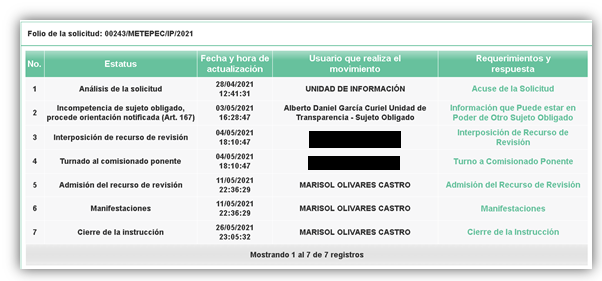 Folio de la solicitud: 00243/METEPEC/IP/2021
No. Estatus Fecha y hora de actualización Usuario que realiza el movimiento Requerimientos y respuesta
1 Análisis de la solicitud 28/04/2021 12:41:31 UNIDAD DE INFORMACIÓN Acuse de la Solicitud
2 Incompetencia de sujeto obligado, procede orientación notificada (Art. 167) 03/05/2021 16:28:47 Alberto Daniel García Curiel Unidad de Transparencia - Sujeto Obligado Información que Puede estar en Poder de Otro Sujeto Obligado
3 Interposición de recurso de revisión 04/05/2021 18:10:47 Interposición de Recurso de Revisión
4 Turnado al comisionado ponente 04/05/2021 18:10:47 Turno a Comisionado Ponente
5 Admisión del recurso de revisión 11/05/2021 22:36:29 MARISOL OLIVARES CASTRO Admisión del Recurso de Revisión
6 Manifestaciones 11/05/2021 22:36:29 MARISOL OLIVARES CASTRO Manifestaciones
7 Cierre de la instrucción 26/05/2021 23:05:32 MARISOL OLIVARES CASTRO Cierre de la Instrucción
Mostrando 1 al 7 de 7 registros